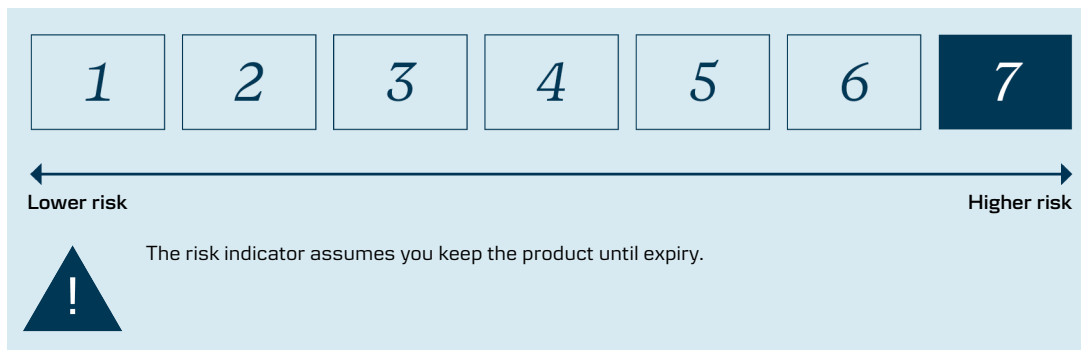 1 2 3 4 5 6 7
Lower risk Higher risk
The risk indicator assumes you keep the product until expiry.
!